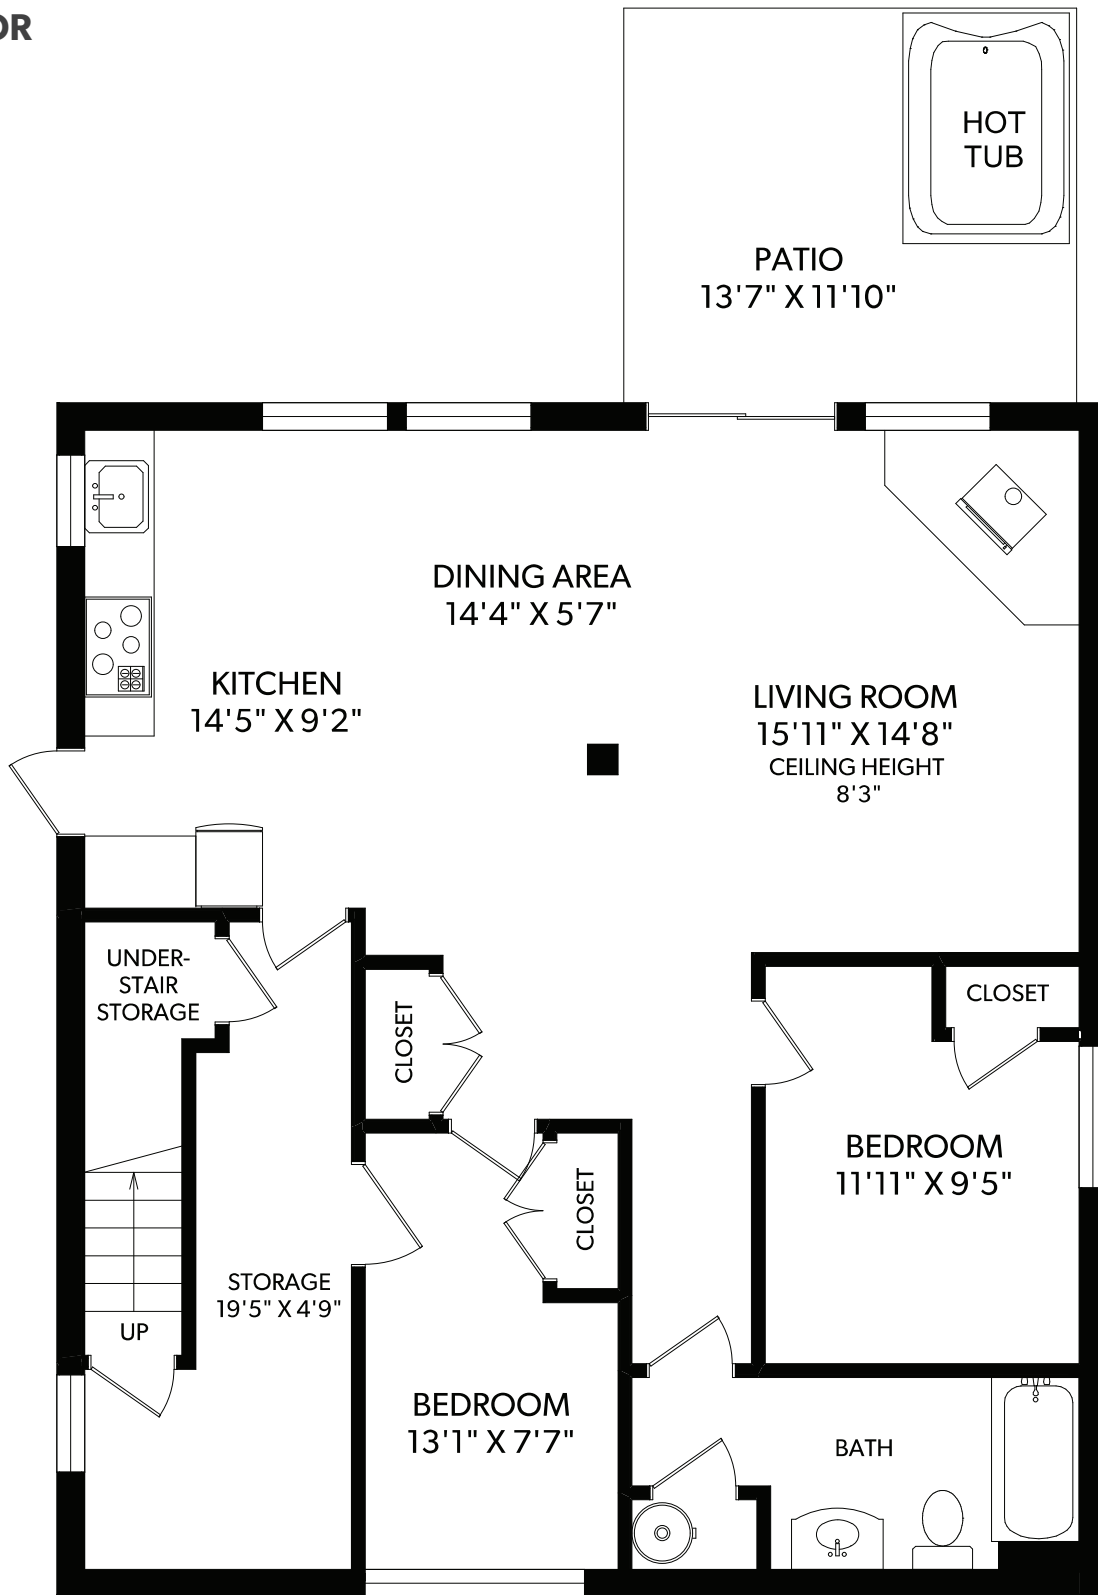 OR
HOT
TUB
PATIO
13'7" X 11'10"
DINING AREA
14'4" X 5'7"
KITCHEN
14'5" X 9'2"
LIVING ROOM
15'11" X 14'8"
CEILING HEIGHT
8'3"
UNDER-
STAIR
STORAGE
CLOSET
CLOSET
BEDROOM
11'11" X 9'5"
CLOSET
STORAGE
19'5" X 4'9"
UP
BEDROOM
13'1" X 7'7"
BATH